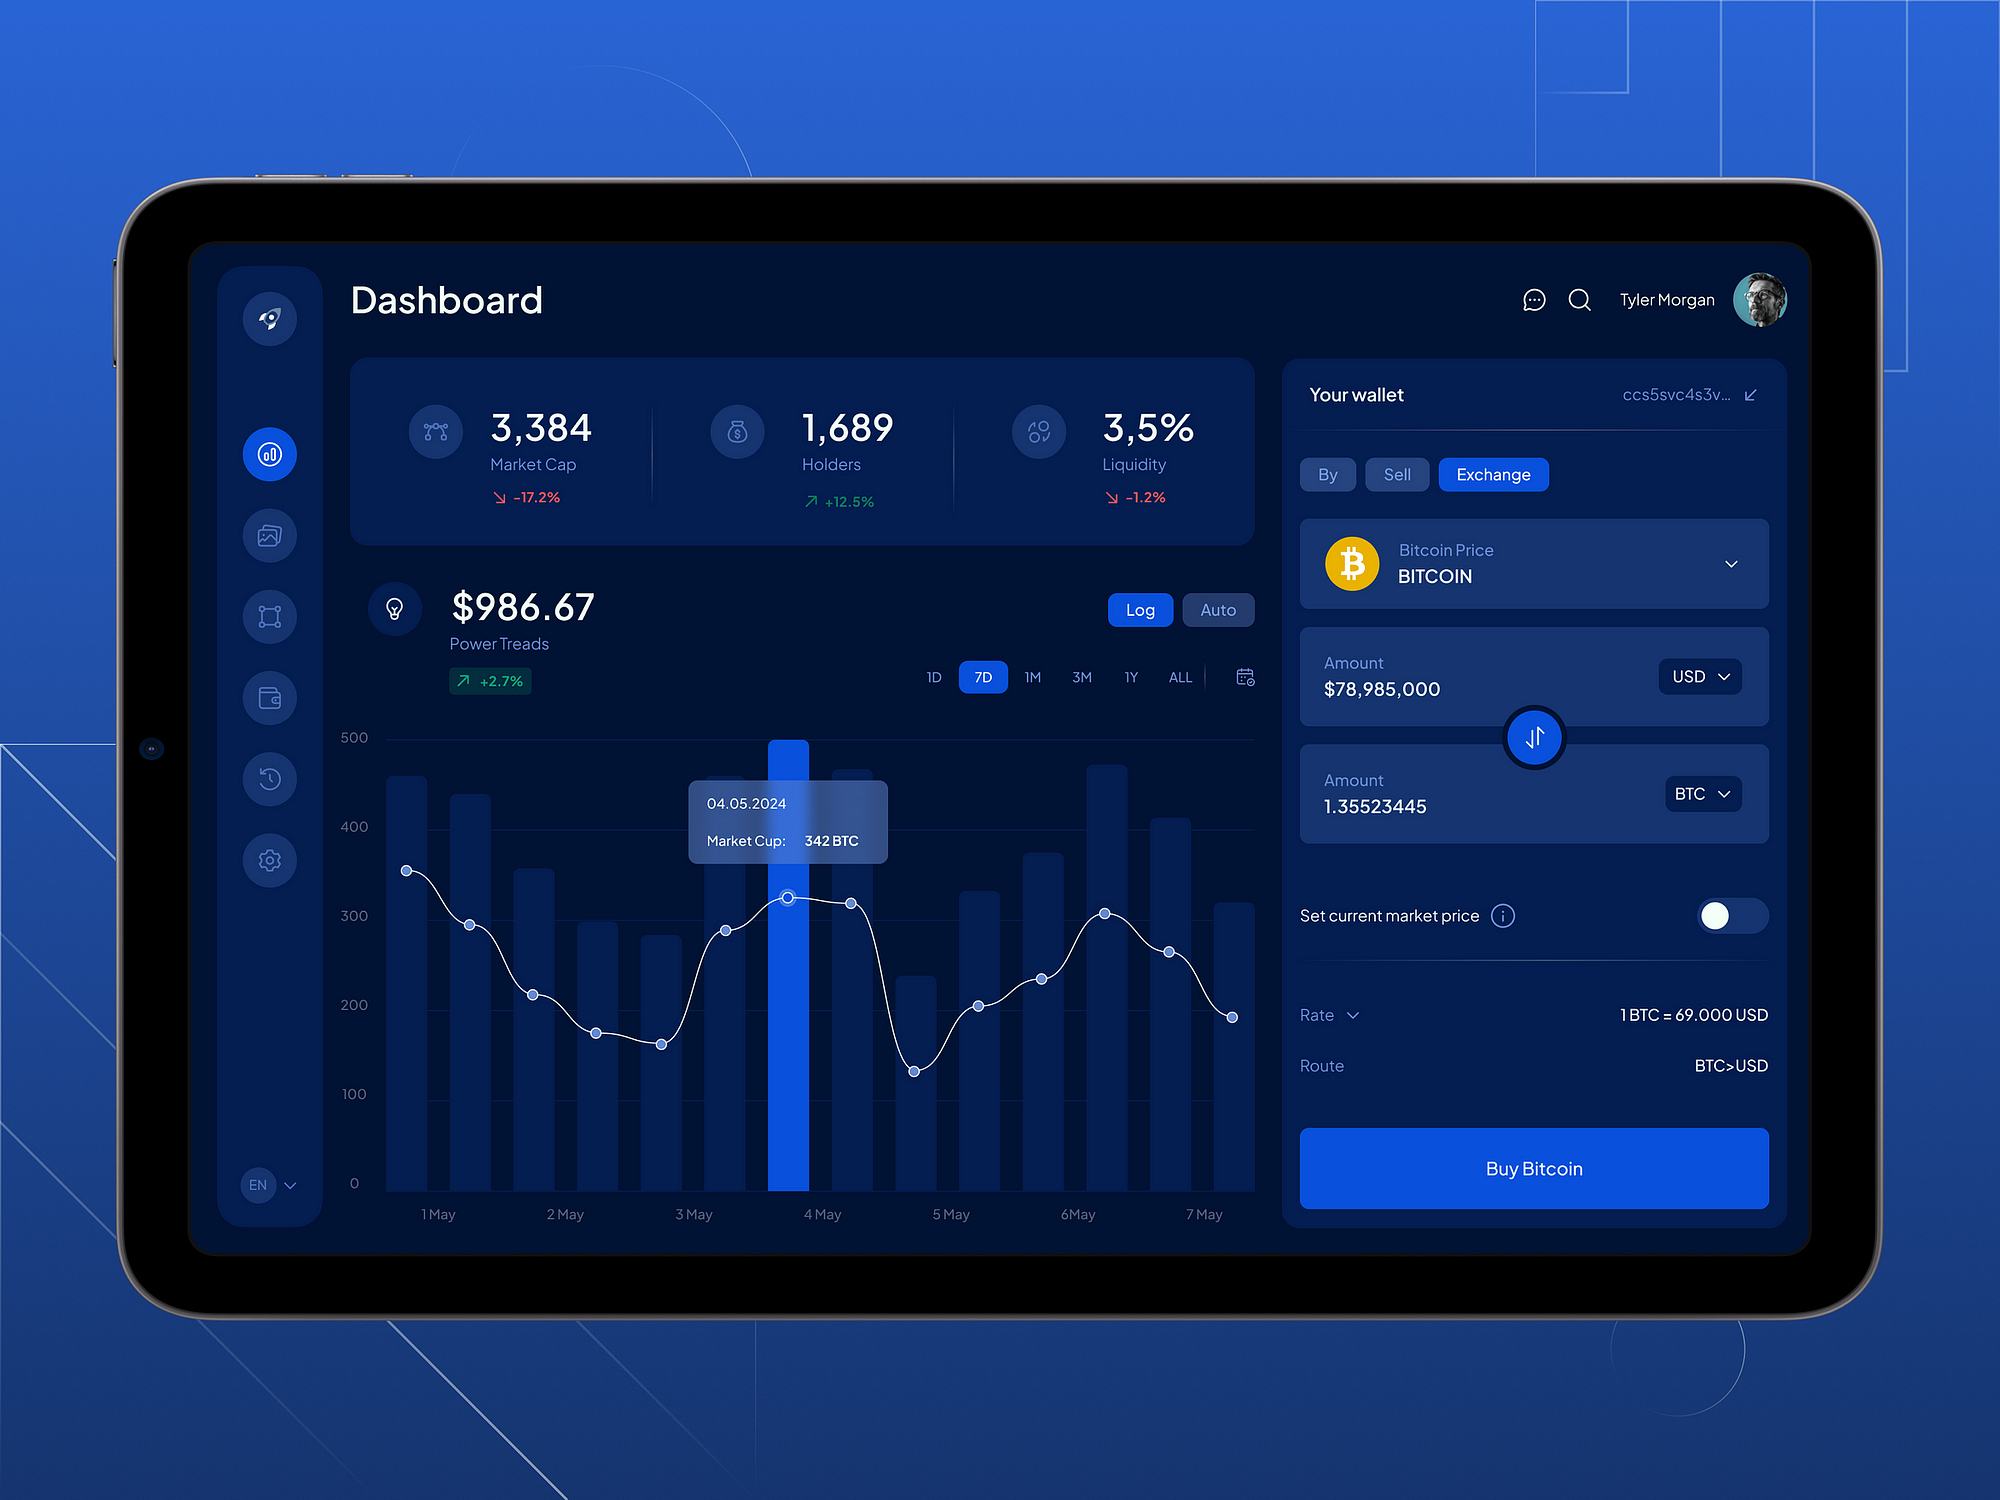 Dashboard
Tyler Morgan
3,384
Market Cap
-17.2%
1,689
Holders
+12.5%
3,5%
Liquidity
-1.2%
$986.67
Power Treads
+2.7%
Log
Auto
1D
7D
1M
3M
1Y
ALL
500
400
300
200
100
0
04.05.2024
Market Cup: 342 BTC
1 May
2 May
3 May
4 May
5 May
6May
7 May
EN
Your wallet
ccs5svc4s3v...
By
Sell
Exchange
Bitcoin Price
BITCOIN
Amount
$78,985,000
USD
Amount
1.35523445
BTC
Set current market price
Rate
1 BTC = 69.000 USD
Route
BTC>USD
Buy Bitcoin